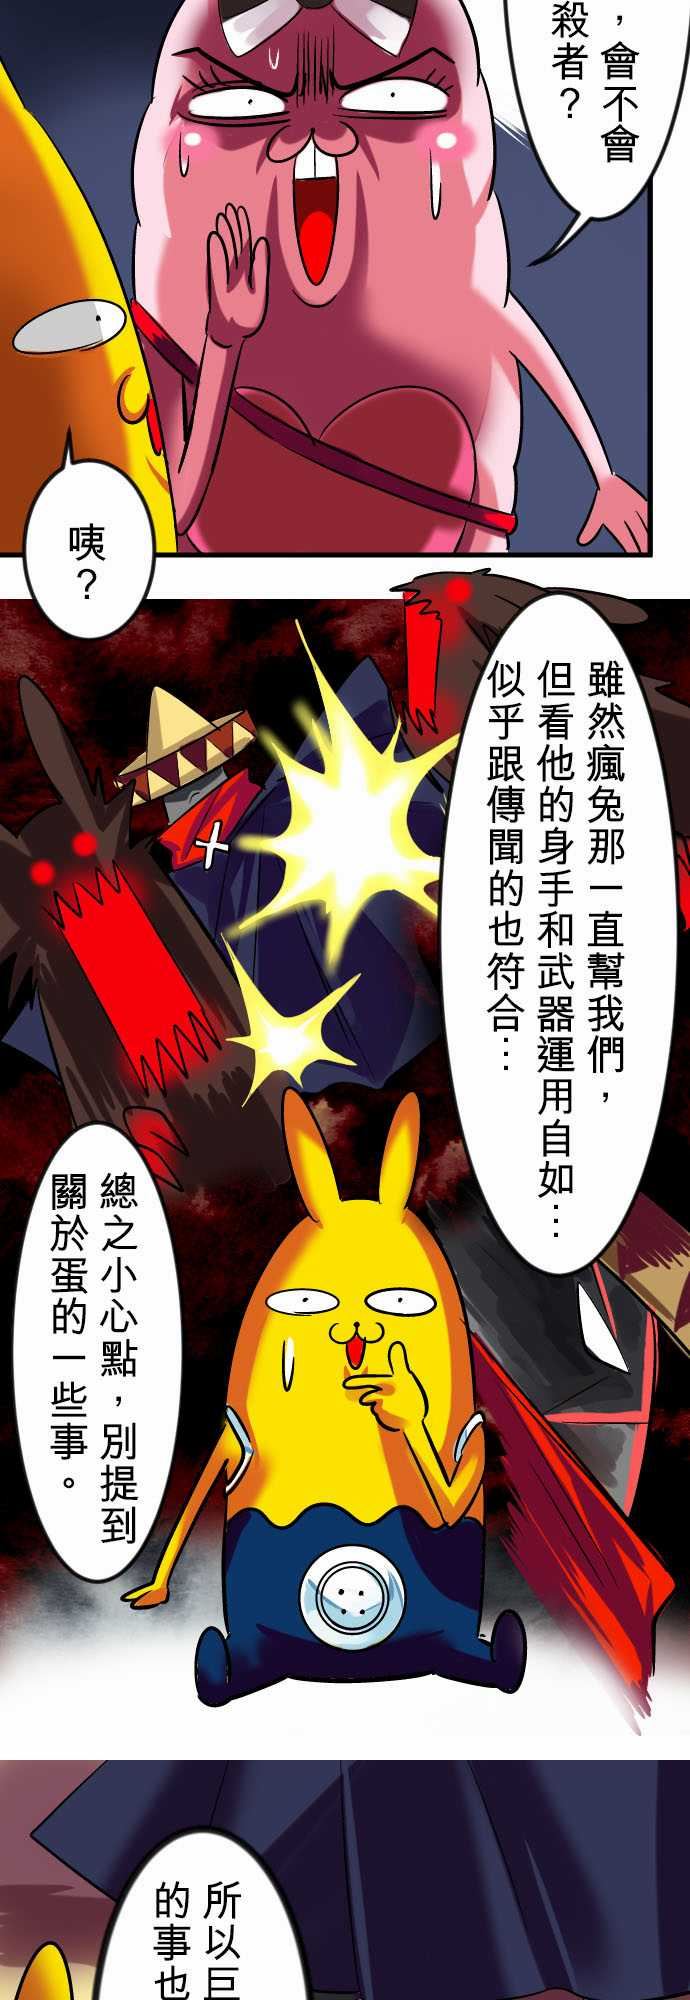 ，會不會
殺者？
咦？
雖然瘋兔那一直幫我們，
但看他的身手和武器運用自如…
似乎跟傳聞的也符合…
總之小心點，別提到
關於蛋的一些事。
所以巨
的事也